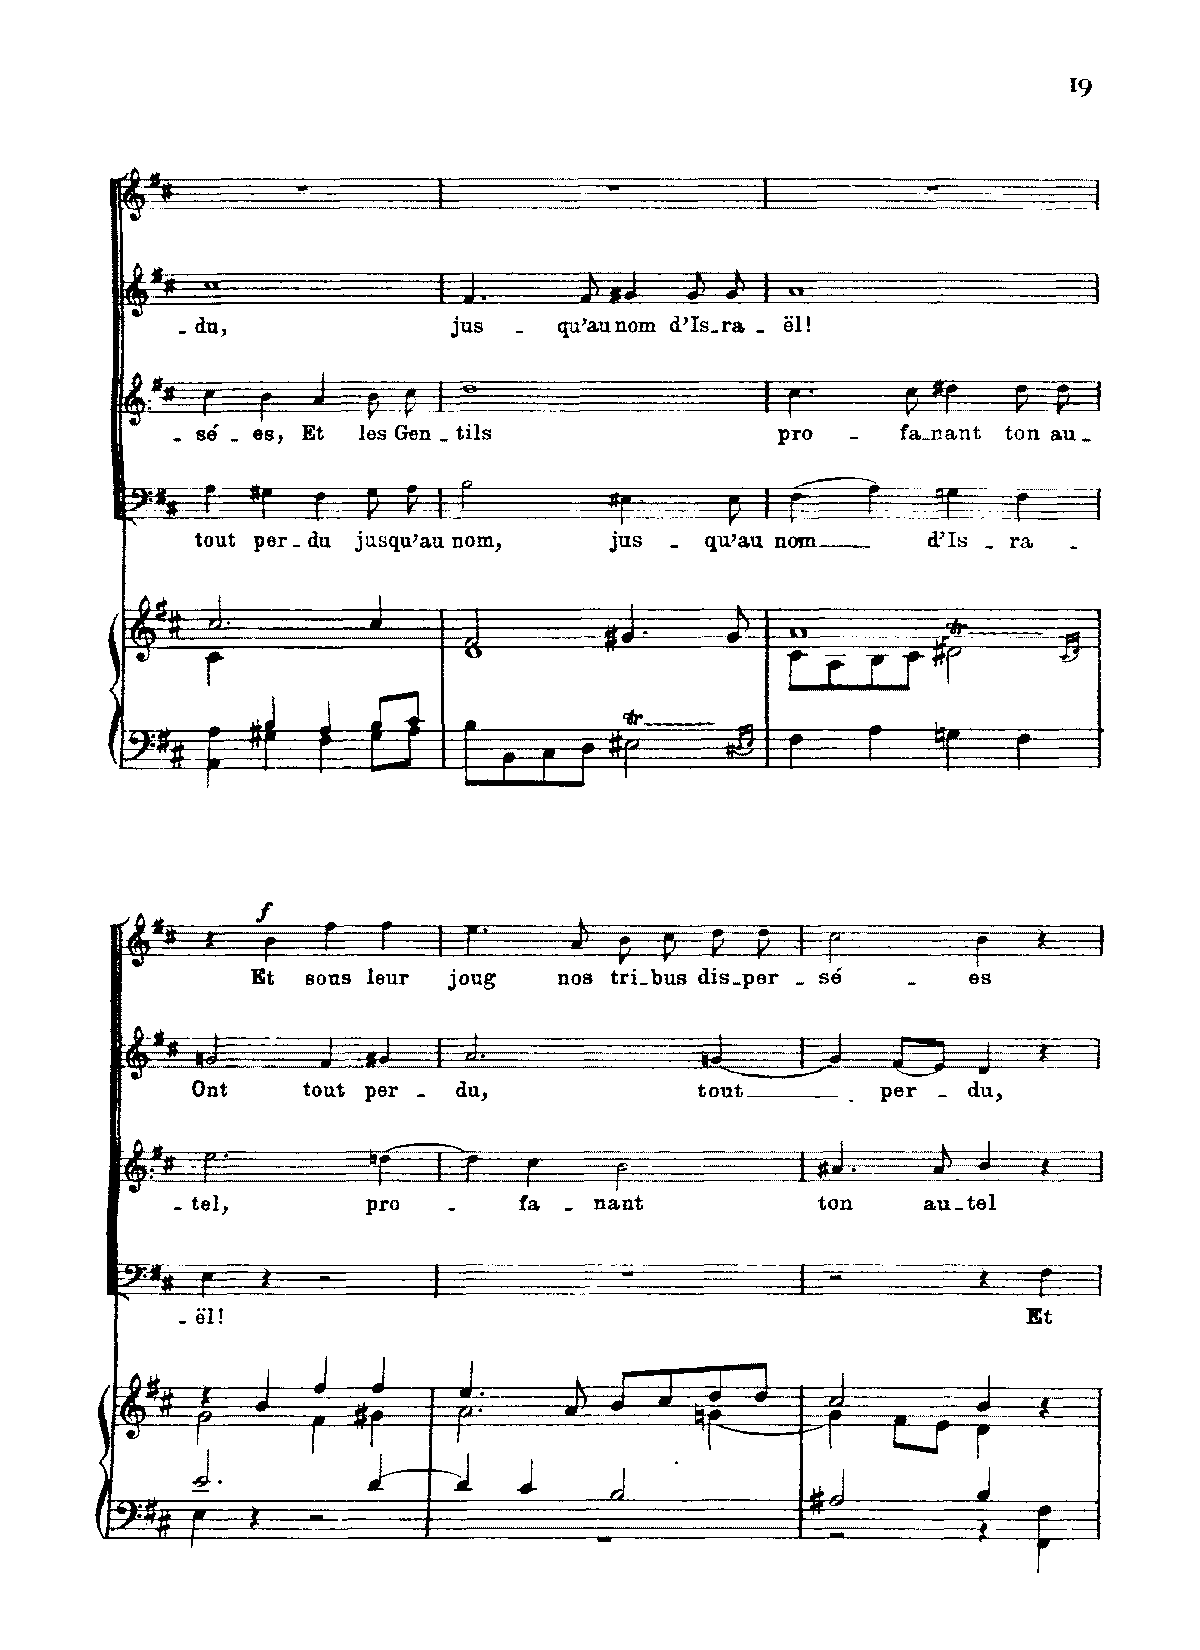 19
- du, jus - qu'au nom d'Is - ra - ël!
- sé - es, Et les Gen - tils pro - fa - nant ton au -
tout per - du jusqu'au nom, jus - qu'au nom d'Is - ra -
tr
tr
f
Et sous leur joug nos tri - bus dis - per - sé - es
Ont tout per - du, tout per - du,
- tel, pro - fa - nant ton au - tel
- ël! Et